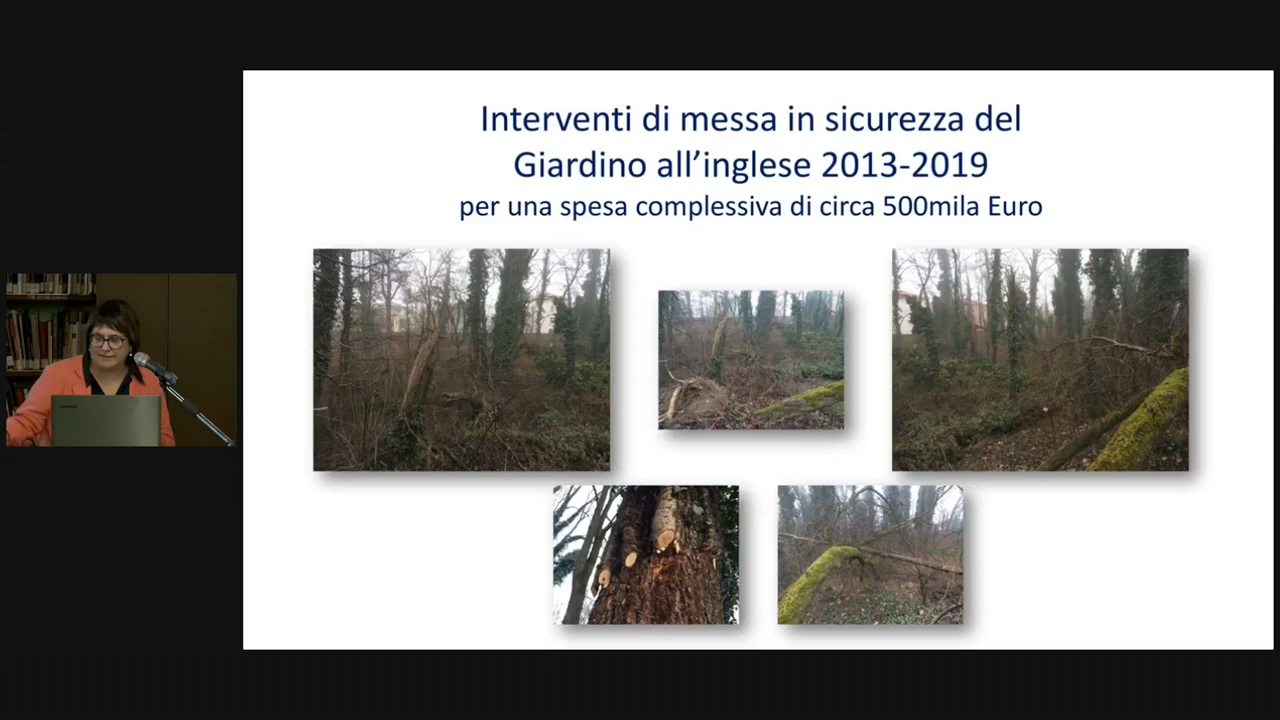 Interventi di messa in sicurezza del
Giardino all’inglese 2013-2019
per una spesa complessiva di circa 500mila Euro